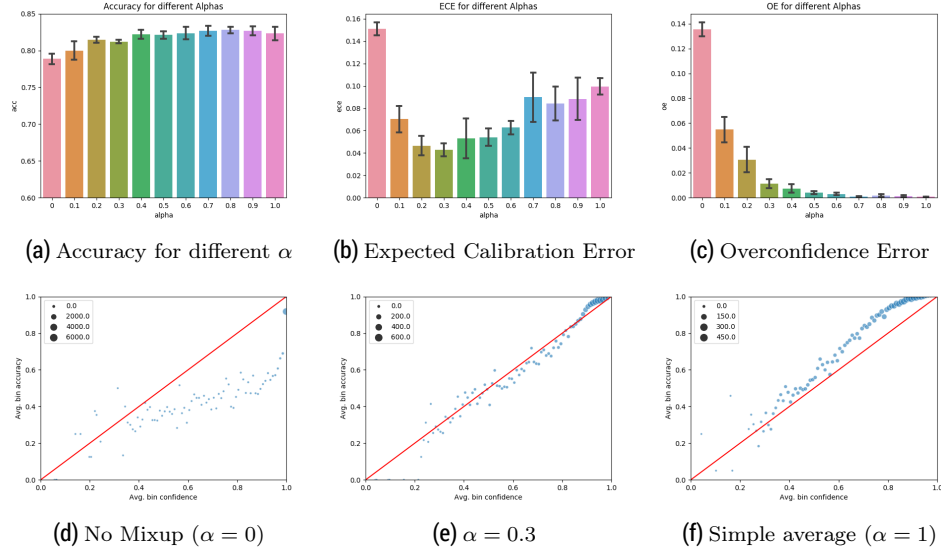 Accuracy for different Alphas
0.85
0.80
0.75
0.70
0.65
0.60
acc
0 0.1 0.2 0.3 0.4 0.5 0.6 0.7 0.8 0.9 1.0
alpha
(a) Accuracy for different α
ECE for different Alphas
0.16
0.14
0.12
0.10
0.08
0.06
0.04
0.02
0.00
ece
0 0.1 0.2 0.3 0.4 0.5 0.6 0.7 0.8 0.9 1.0
alpha
(b) Expected Calibration Error
OE for different Alphas
0.14
0.12
0.10
0.08
0.06
0.04
0.02
0.00
oe
0 0.1 0.2 0.3 0.4 0.5 0.6 0.7 0.8 0.9 1.0
alpha
(c) Overconfidence Error
1.0
0.8
0.6
0.4
0.2
0.0
Avg. bin accuracy
0.0
2000.0
4000.0
6000.0
0.0 0.2 0.4 0.6 0.8 1.0
Avg. bin confidence
(d) No Mixup (α = 0)
1.0
0.8
0.6
0.4
0.2
0.0
Avg. bin accuracy
0.0
200.0
400.0
600.0
0.0 0.2 0.4 0.6 0.8 1.0
Avg. bin confidence
(e) α = 0.3
1.0
0.8
0.6
0.4
0.2
0.0
Avg. bin accuracy
0.0
150.0
300.0
450.0
0.0 0.2 0.4 0.6 0.8 1.0
Avg. bin confidence
(f) Simple average (α = 1)